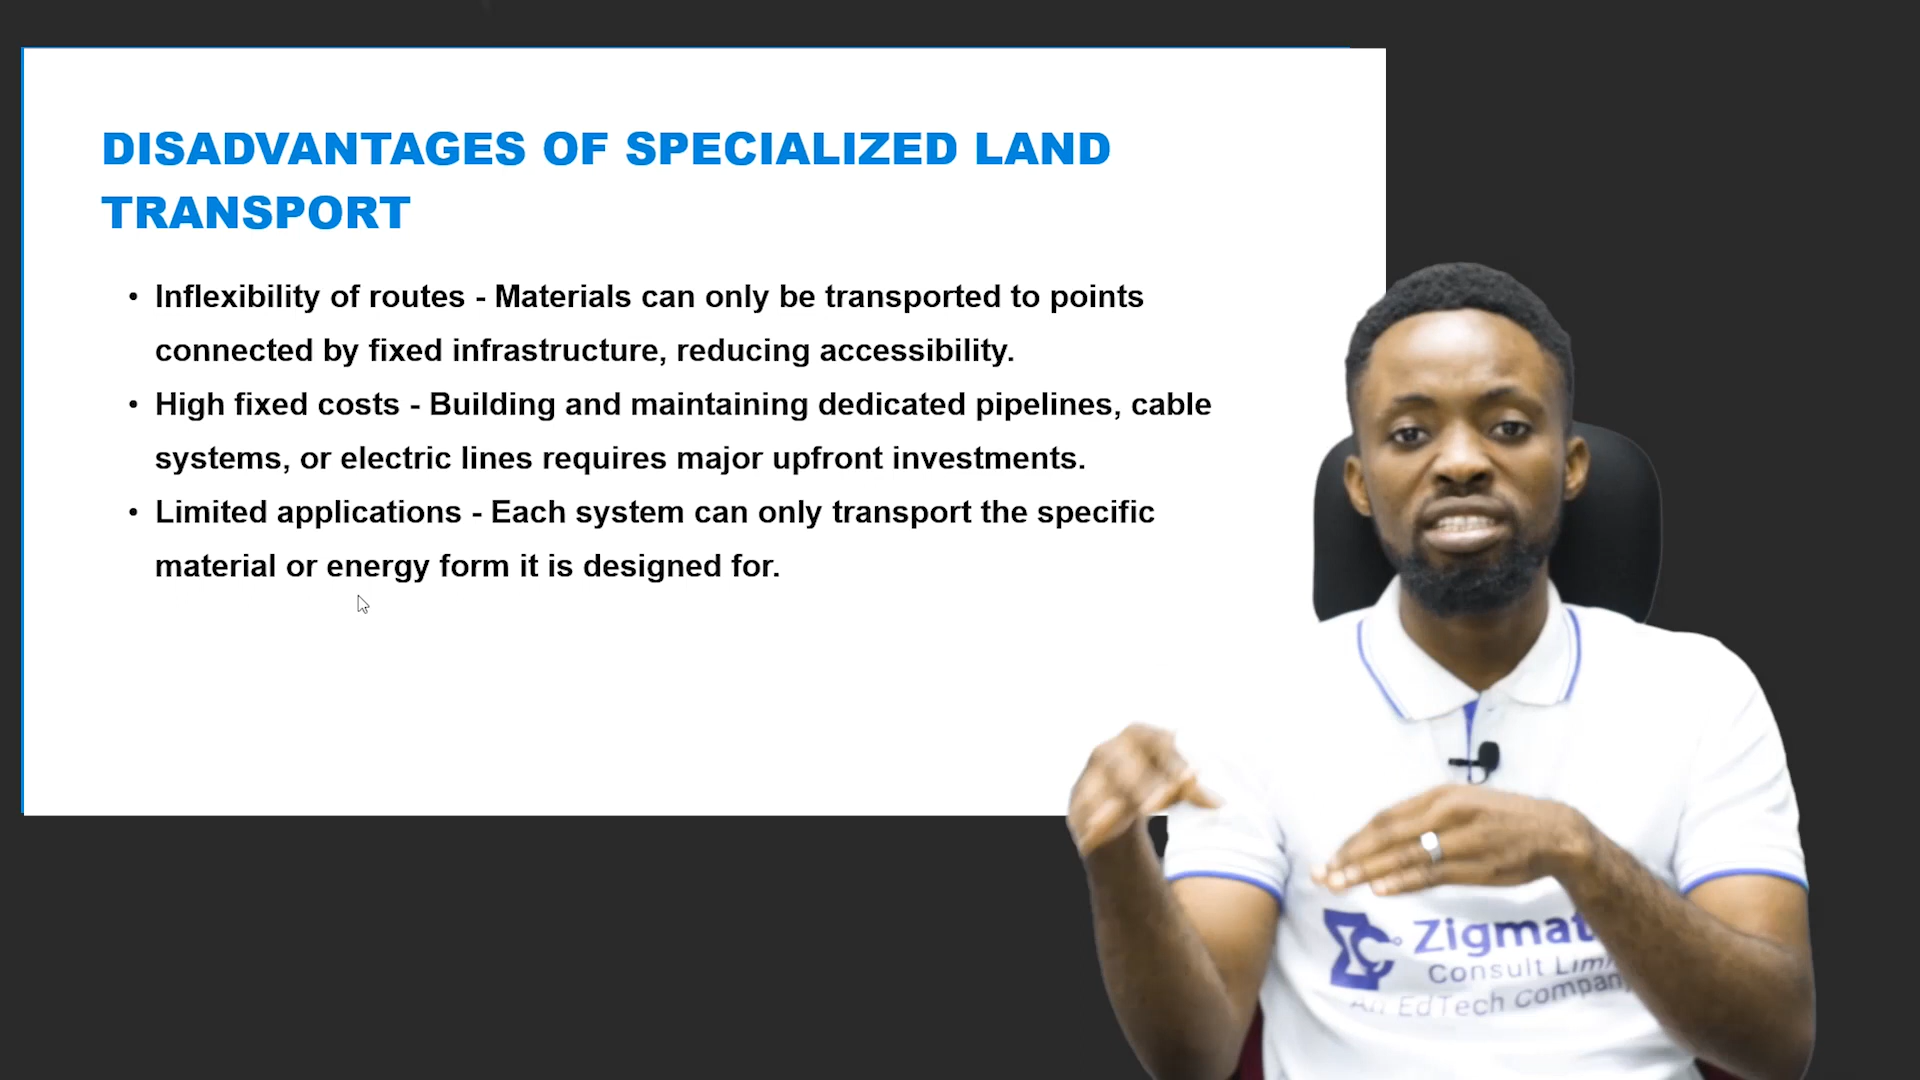 DISADVANTAGES OF SPECIALIZED LAND
TRANSPORT
• Inflexibility of routes - Materials can only be transported to points
connected by fixed infrastructure, reducing accessibility.
• High fixed costs - Building and maintaining dedicated pipelines, cable
systems, or electric lines requires major upfront investments.
• Limited applications - Each system can only transport the specific
material or energy form it is designed for.
Consult
An EdTech Company